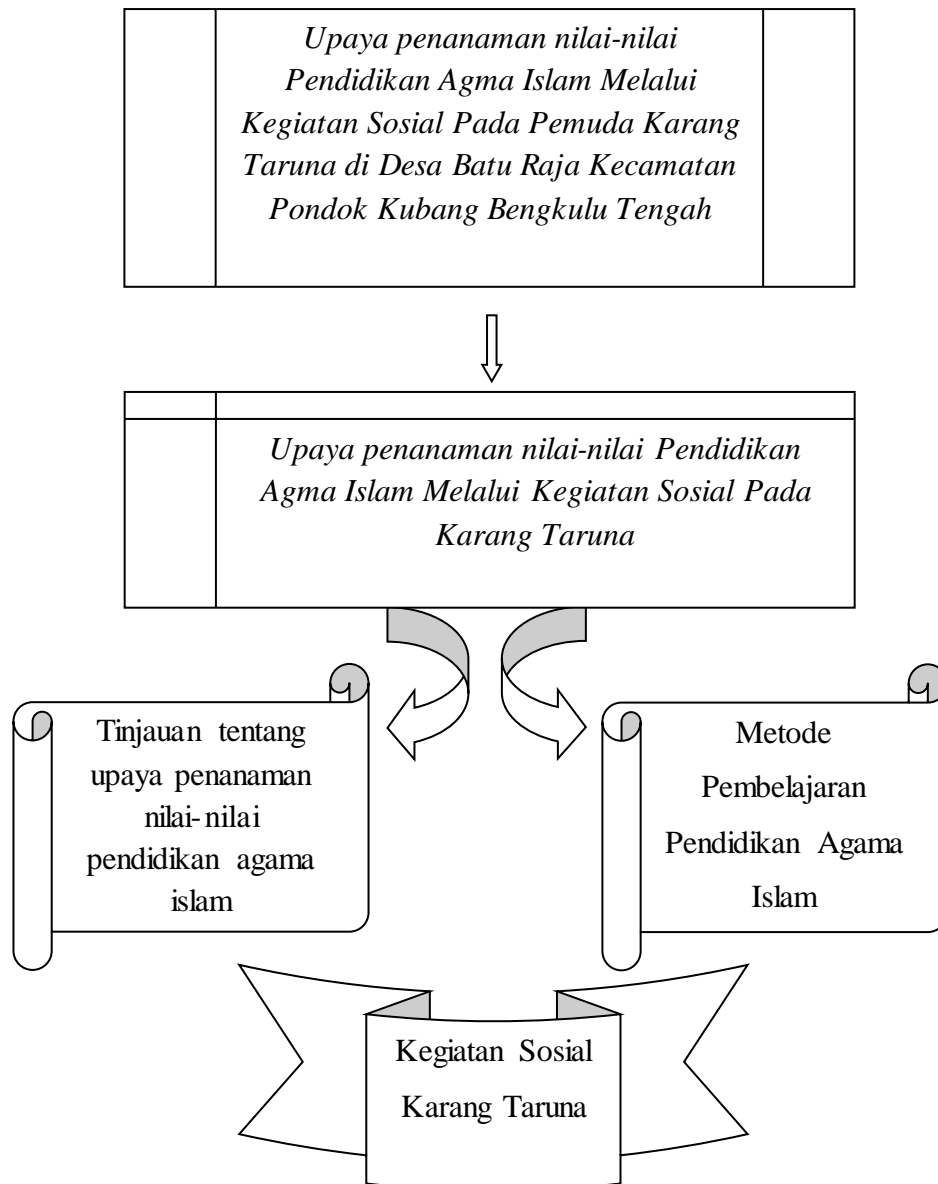 Upaya penanaman nilai-nilai
Pendidikan Agma Islam Melalui
Kegiatan Sosial Pada Pemuda Karang
Taruna di Desa Batu Raja Kecamatan
Pondok Kubang Bengkulu Tengah
Upaya penanaman nilai-nilai Pendidikan
Agma Islam Melalui Kegiatan Sosial Pada
Karang Taruna
Tinjauan tentang
upaya penanaman
nilai-nilai
pendidikan agama
islam
Metode
Pembelajaran
Pendidikan Agama
Islam
Kegiatan Sosial
Karang Taruna